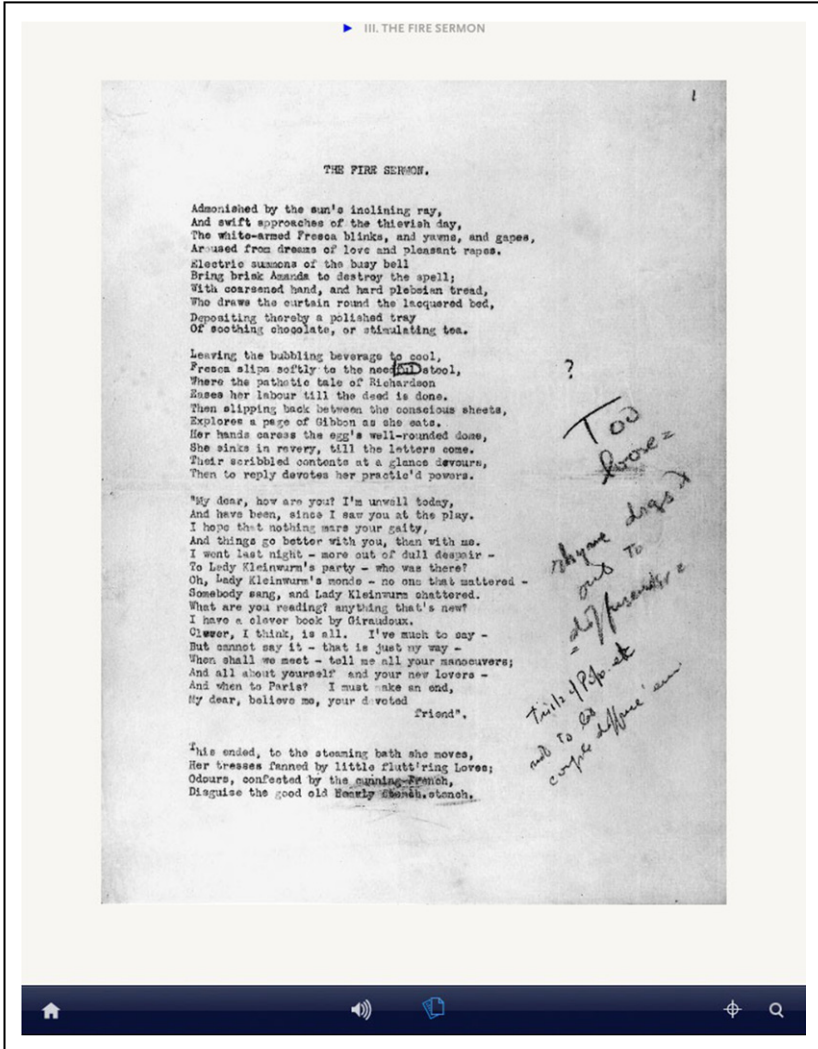 III. THE FIRE SERMON
1
THE FIRE SERMON.
Admonished by the sun's inclining ray,
And swift approaches of the thievish day,
The white-armed Fresca blinks, and yawns, and gapes,
Aroused from dreams of love and pleasant rapes.
Electric summons of the busy bell
Bring brisk Amanda to destroy the spell;
With coarsened hand, and hard plebeian tread,
Who draws the curtain round the lacquered bed,
Depositing thereby a polished tray
Of soothing chocolate, or stimulating tea.
Leaving the bubbling beverage to cool,
Fresca slips softly to the needful stool,
Where the pathetic tale of Richardson
Eases her labour till the deed is done.
Then slipping back between the conscious sheets,
Explores a page of Gibbon as she eats.
Her hands caress the egg's well-rounded dome,
She sinks in revery, till the letters come.
Their scribbled contents at a glance devours,
Then to reply devotes her practic'd powers.
"My dear, how are you? I'm unwell today,
And have been, since I saw you at the play.
I hope that nothing mars your gaity,
And things go better with you, than with me.
I went last night - more out of dull despair -
To Lady Kleinwurm's party - who was there?
Oh, Lady Kleinwurm's monde - no one that mattered -
Somebody sang, and Lady Kleinwurm chattered.
What are you reading? anything that's new?
I have a clever book by Giraudoux.
Clever, I think, is all. I've much to say -
But cannot say it - that is just my way -
When shall we meet - tell me all your manoeuvers;
And all about yourself and your new lovers -
And when to Paris? I must make an end,
My dear, believe me, your devoted
friend".
This ended, to the steaming bath she moves,
Her tresses fanned by little flutt'ring Loves;
Odours, confected by the cunning French,
Disguise the good old stench.
?
Too
loose=
rhyme drags it
out to
=diffuseness=
Tricks of Pope etc
not to let
couple diffuse 'em